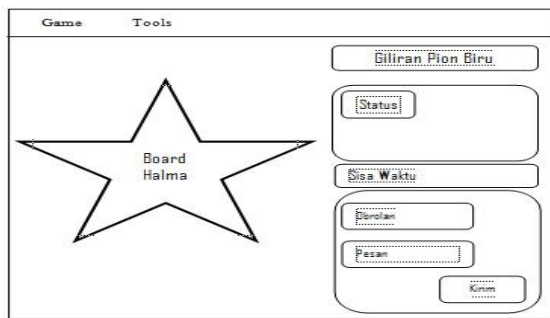 Game Tools
Giliran Pion Biru
Status
Board
Halma
Sisa Waktu
Obrolan
Pesan
Kirim